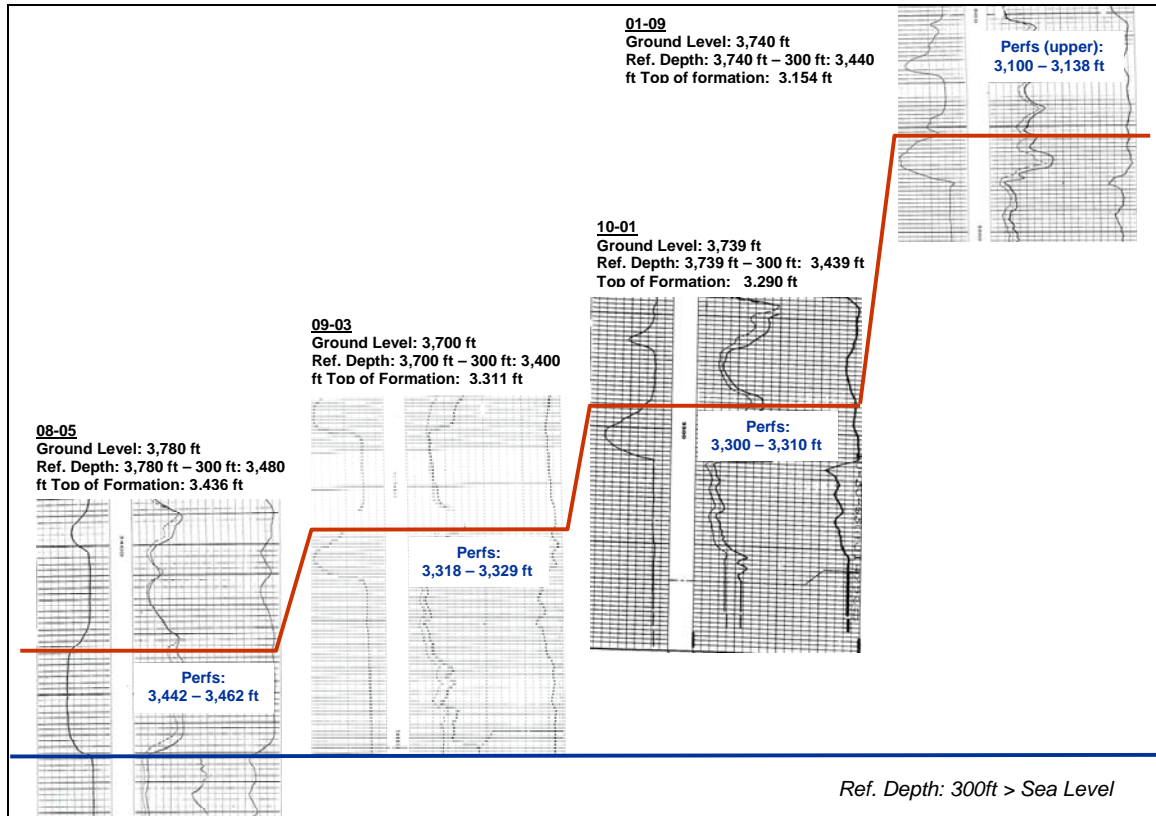 01-09
Ground Level: 3,740 ft
Ref. Depth: 3,740 ft – 300 ft: 3,440
ft Top of formation: 3.154 ft
Perfs (upper):
3,100 – 3,138 ft
10-01
Ground Level: 3,739 ft
Ref. Depth: 3,739 ft – 300 ft: 3,439 ft
Top of Formation: 3.290 ft
Perfs:
3,300 – 3,310 ft
09-03
Ground Level: 3,700 ft
Ref. Depth: 3,700 ft – 300 ft: 3,400
ft Top of Formation: 3.311 ft
Perfs:
3,318 – 3,329 ft
08-05
Ground Level: 3,780 ft
Ref. Depth: 3,780 ft – 300 ft: 3,480
ft Top of Formation: 3.436 ft
Perfs:
3,442 – 3,462 ft
Ref. Depth: 300ft > Sea Level